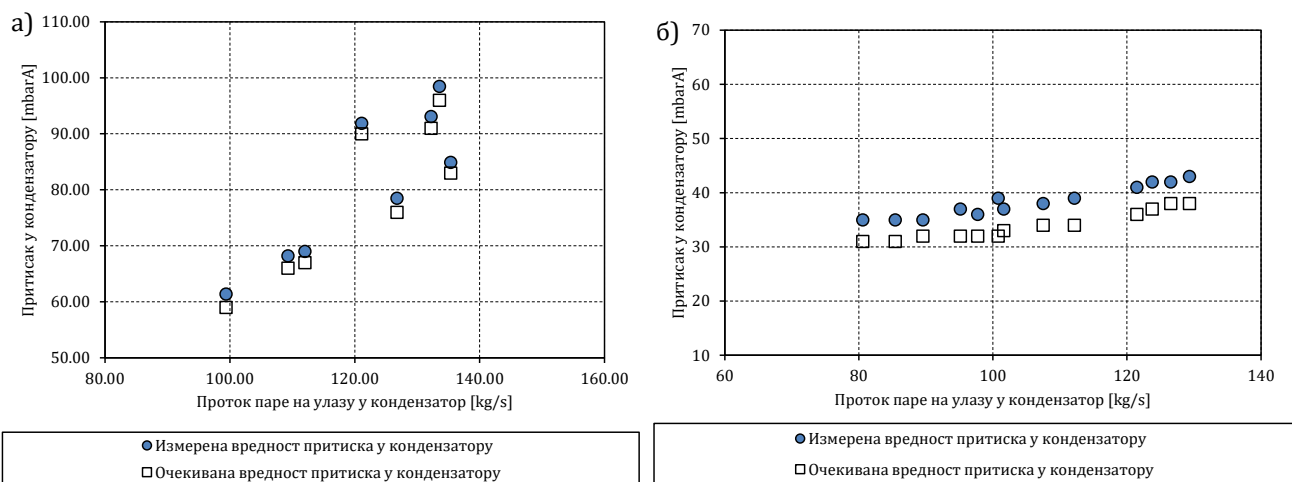 а)
Притисак у кондензатору [mbarA]
110.00
100.00
90.00
80.00
70.00
60.00
50.00
80.00 100.00 120.00 140.00 160.00
Проток паре на улазу у кондензатор [kg/s]
Измерена вредност притиска у кондензатору
Очекивана вредност притиска у кондензатору
б)
Притисак у кондензатору [mbarA]
70
60
50
40
30
20
10
60 80 100 120 140
Проток паре на улазу у кондензатор [kg/s]
Измерена вредност притиска у кондензатору
Очекивана вредност притиска у кондензатору